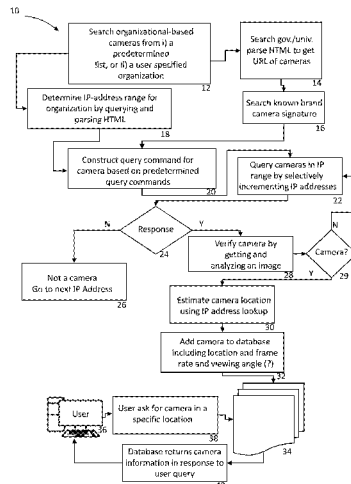 10
Search organizational-based
cameras from i) a
predetermined
list, or ii) a user specified
organization
12
Search gov./univ.
parse HTML to get
URL of cameras
14
Determine IP-address range for
organization by querying and
parsing HTML
18
Search known brand
camera signature
16
Construct query command for
camera based on predetermined
query commands
20
Query cameras in IP
range by selectively
incrementing IP addresses
22
N
Response
24
Y
Not a camera
Go to next IP Address
26
Verify camera by
getting and
analyzing an image
28
N
Camera?
29
Y
Estimate camera location
using IP address lookup
30
Add camera to database
including location and frame
rate and viewing angle (?)
32
User
36
User ask for camera in a
specific location
38
34
Database returns camera
information in response to
user query